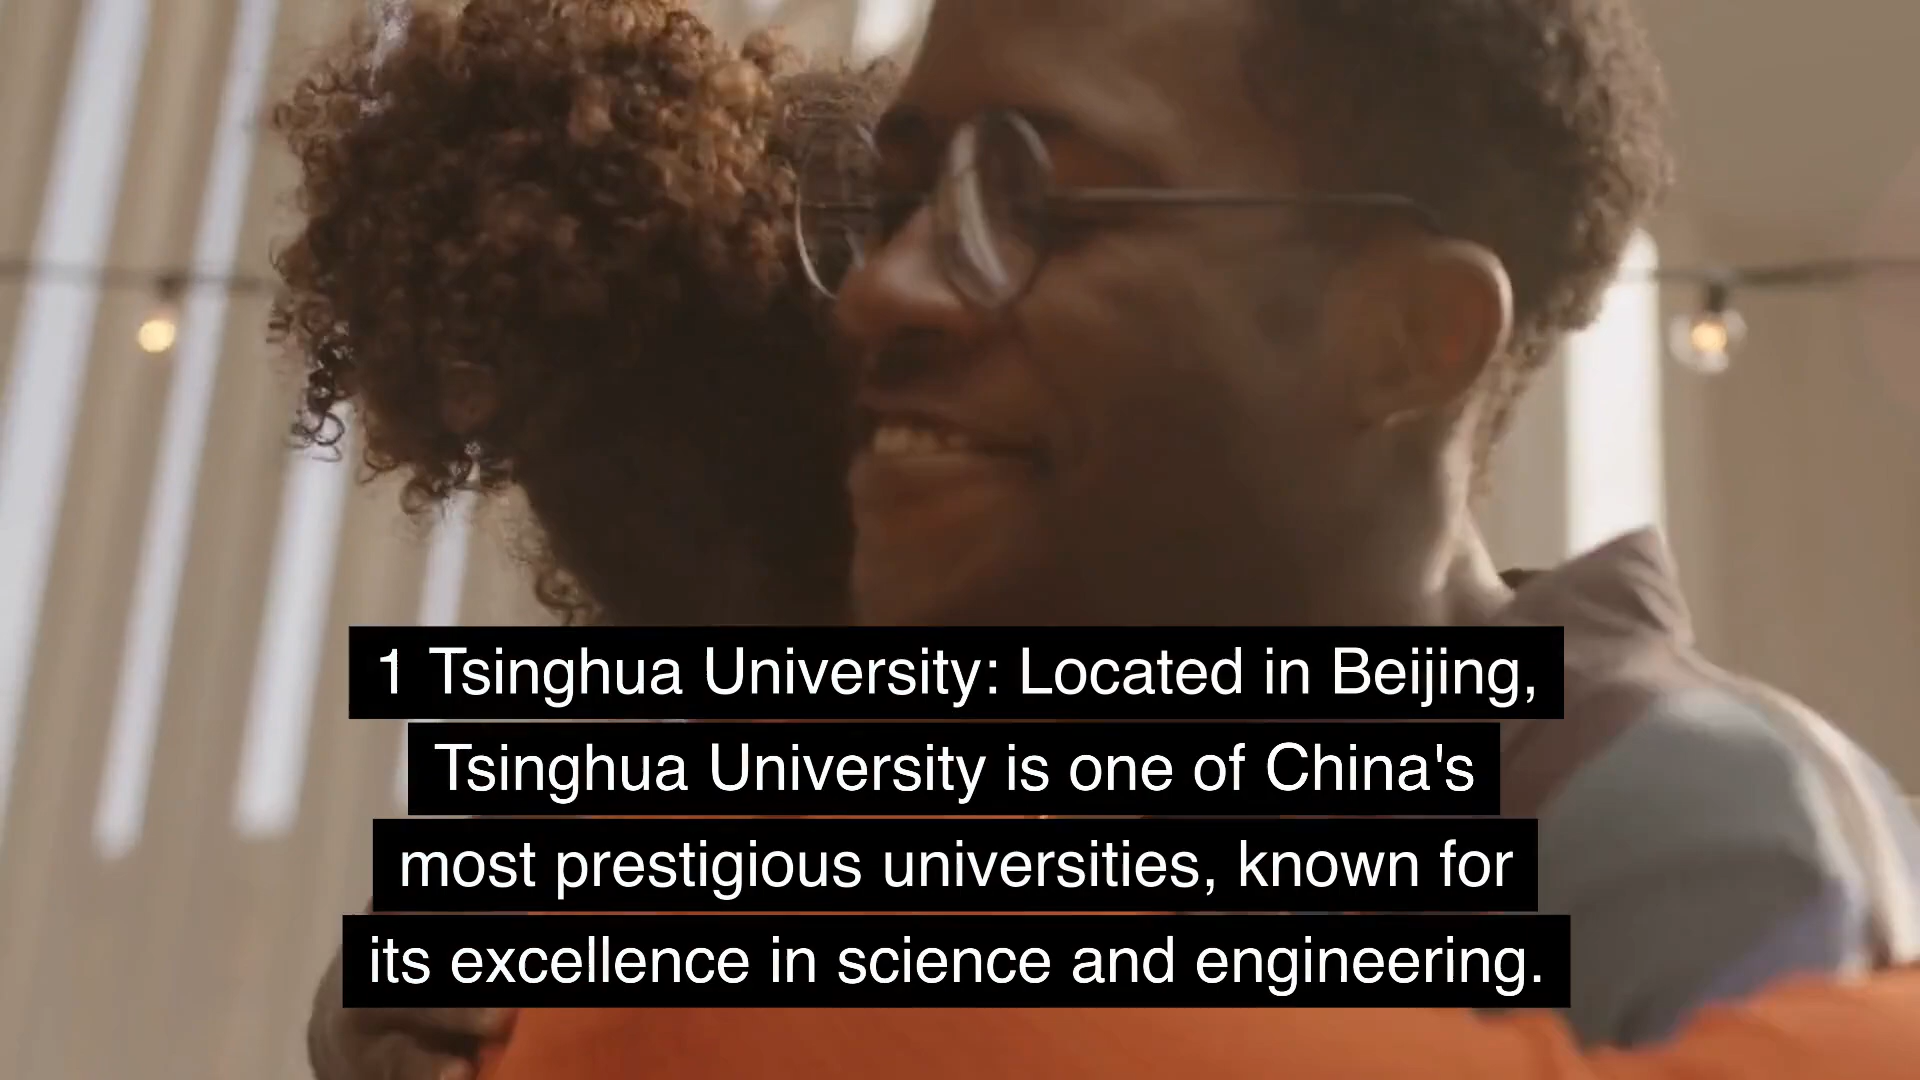 1 Tsinghua University: Located in Beijing,
Tsinghua University is one of China's
most prestigious universities, known for
its excellence in science and engineering.